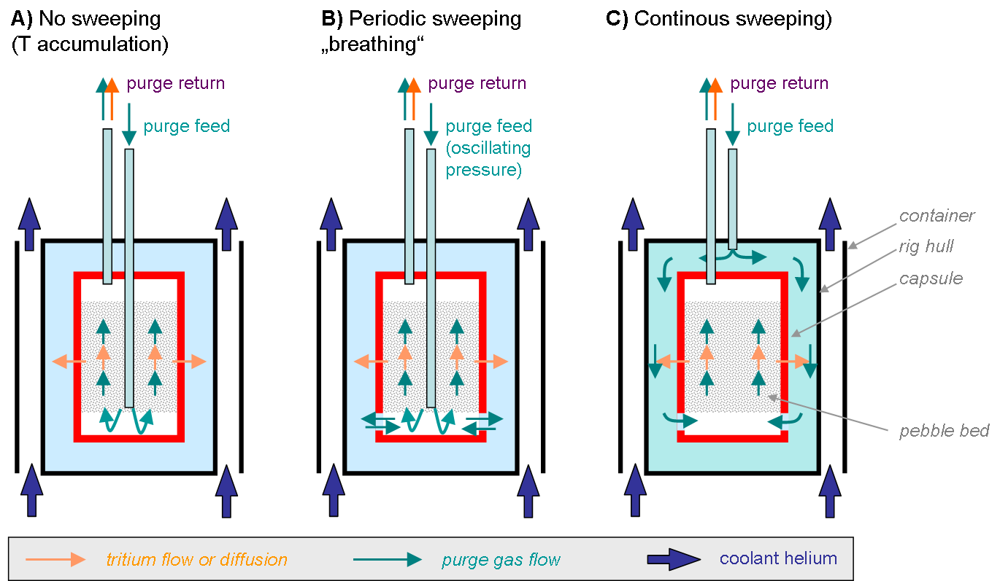 A) No sweeping
(T accumulation)
B) Periodic sweeping
„breathing“
C) Continous sweeping)
purge return
purge feed
purge return
purge feed
(oscillating
pressure)
purge return
purge feed
container
rig hull
capsule
pebble bed
tritium flow or diffusion
purge gas flow
coolant helium